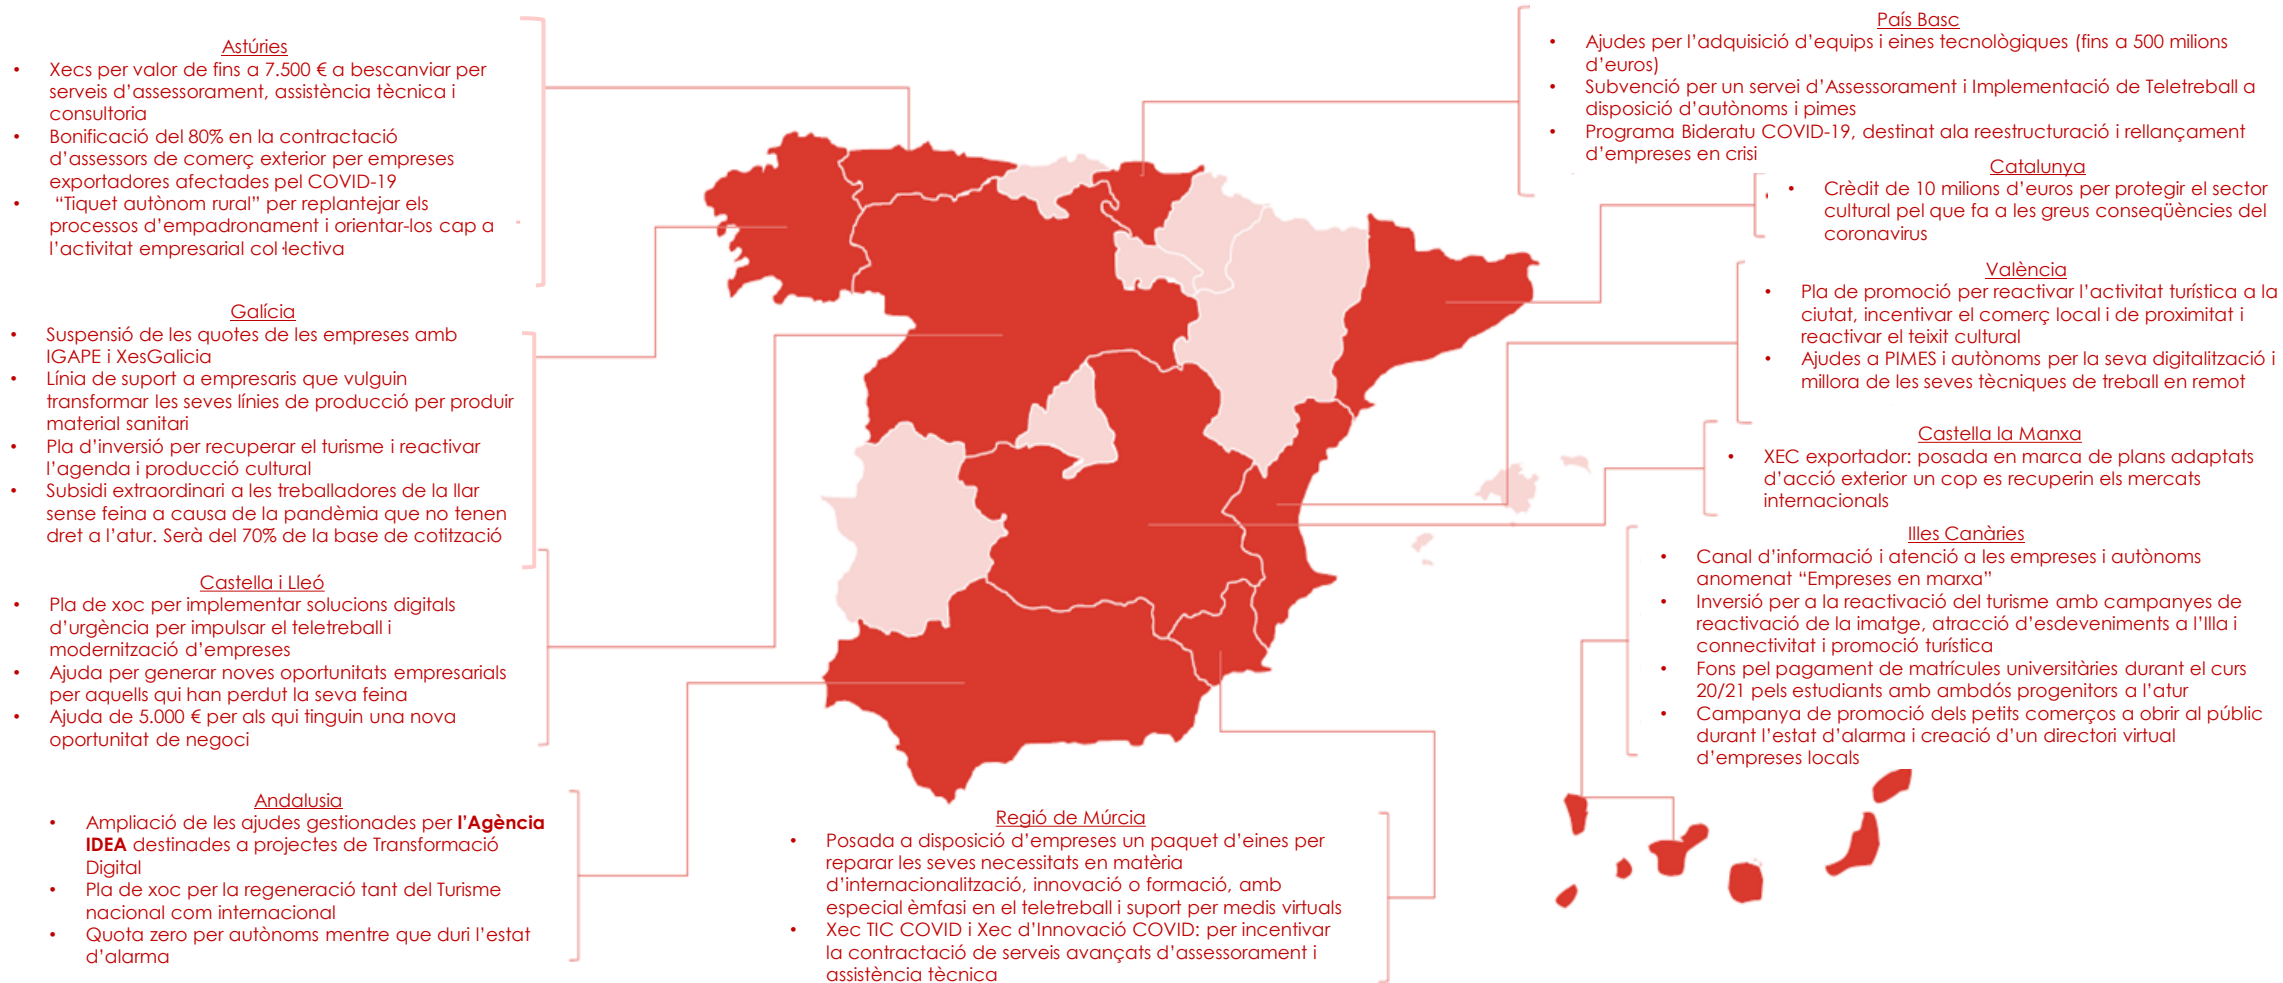 Astúries
• Xecs per valor de fins a 7.500 € a bescanviar per
serveis d’assessorament, assistència tècnica i
consultoria
• Bonificació del 80% en la contractació
d’assessors de comerç exterior per empreses
exportadores afectades pel COVID-19
• “Tiquet autònom rural” per replantejar els
processos d’empadronament i orientar-los cap a
l’activitat empresarial col·lectiva
Galícia
• Suspensió de les quotes de les empreses amb
IGAPE i XesGalicia
• Línia de suport a empresaris que vulguin
transformar les seves línies de producció per produir
material sanitari
• Pla d’inversió per recuperar el turisme i reactivar
l’agenda i producció cultural
• Subsidi extraordinari a les treballadores de la llar
sense feina a causa de la pandèmia que no tenen
dret a l’atur. Serà del 70% de la base de cotització
Castella i Lleó
• Pla de xoc per implementar solucions digitals
d’urgència per impulsar el teletreball i
modernització d’empreses
• Ajuda per generar noves oportunitats empresarials
per aquells qui han perdut la seva feina
• Ajuda de 5.000 € per als qui tinguin una nova
oportunitat de negoci
Andalusia
• Ampliació de les ajudes gestionades per l’Agència
IDEA destinades a projectes de Transformació
Digital
• Pla de xoc per la regeneració tant del Turisme
nacional com internacional
• Quota zero per autònoms mentre que duri l’estat
d’alarma
Regió de Múrcia
• Posada a disposició d’empreses un paquet d’eines per
reparar les seves necessitats en matèria
d’internacionalització, innovació o formació, amb
especial èmfasi en el teletreball i suport per medis virtuals
• Xec TIC COVID i Xec d’Innovació COVID: per incentivar
la contractació de serveis avançats d’assessorament i
assistència tècnica
País Basc
• Ajudes per l’adquisició d’equips i eines tecnològiques (fins a 500 milions
d’euros)
• Subvenció per un servei d’Assessorament i Implementació de Teletreball a
disposició d’autònoms i pimes
• Programa Bideratu COVID-19, destinat ala reestructuració i rellançament
d’empreses en crisi
Catalunya
• Crèdit de 10 milions d’euros per protegir el sector
cultural pel que fa a les greus conseqüències del
coronavirus
València
• Pla de promoció per reactivar l’activitat turística a la
ciutat, incentivar el comerç local i de proximitat i
reactivar el teixit cultural
• Ajudes a PIMES i autònoms per la seva digitalització i
millora de les seves tècniques de treball en remot
Castella la Manxa
• XEC exportador: posada en marca de plans adaptats
d’acció exterior un cop es recuperin els mercats
internacionals
Illes Canàries
• Canal d’informació i atenció a les empreses i autònoms
anomenat “Empreses en marxa”
• Inversió per a la reactivació del turisme amb campanyes de
reactivació de la imatge, atracció d’esdeveniments a l’Illa i
connectivitat i promoció turística
• Fons pel pagament de matrícules universitàries durant el curs
20/21 pels estudiants amb ambdós progenitors a l’atur
• Campanya de promoció dels petits comerços a obrir al públic
durant l’estat d’alarma i creació d’un directori virtual
d’empreses locals